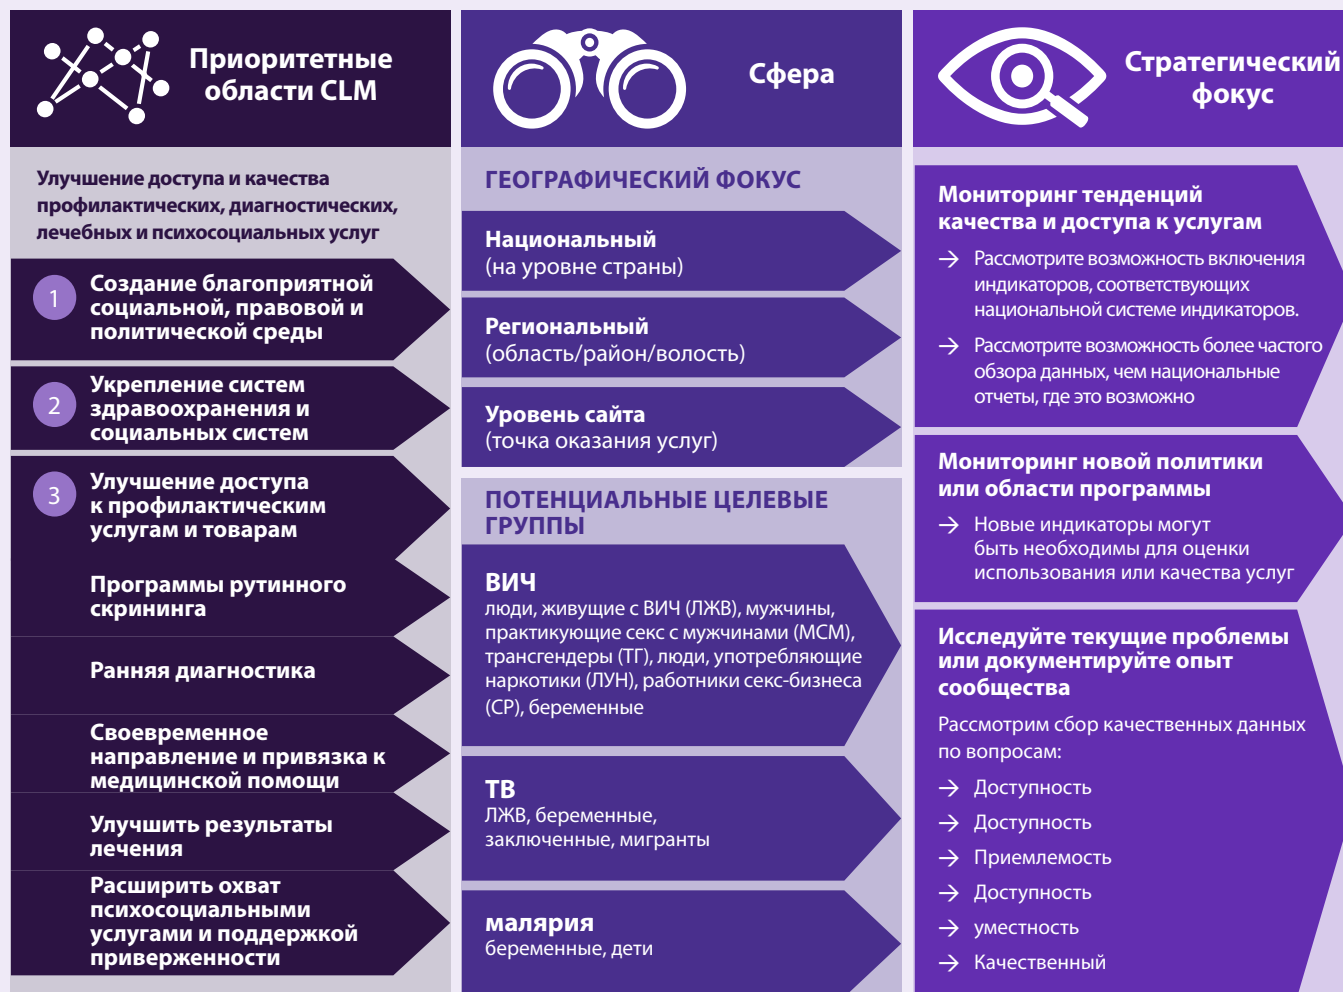 Приоритетные
области CLM
Улучшение доступа и качества
профилактических, диагностических,
лечебных и психосоциальных услуг
1
Создание благоприятной
социальной, правовой и
политической среды
2
Укрепление систем
здравоохранения и
социальных систем
3
Улучшение доступа
к профилактическим
услугам и товарам
Программы рутинного
скрининга
Ранняя диагностика
Своевременное
направление и привязка к
медицинской помощи
Улучшить результаты
лечения
Расширить охват
психосоциальными
услугами и поддержкой
приверженности
Сфера
ГЕОГРАФИЧЕСКИЙ ФОКУС
Национальный
(на уровне страны)
Региональный
(область/район/волость)
Уровень сайта
(точка оказания услуг)
ПОТЕНЦИАЛЬНЫЕ ЦЕЛЕВЫЕ
ГРУППЫ
ВИЧ
люди, живущие с ВИЧ (ЛЖВ), мужчины,
практикующие секс с мужчинами (МСМ),
трансгендеры (ТГ), люди, употребляющие
наркотики (ЛУН), работники секс-бизнеса
(СР), беременные
ТВ
ЛЖВ, беременные,
заключенные, мигранты
малярия
беременные, дети
Стратегический
фокус
Мониторинг тенденций
качества и доступа к услугам
→ Рассмотрите возможность включения
индикаторов, соответствующих
национальной системе индикаторов.
→ Рассмотрите возможность более частого
обзора данных, чем национальные
отчеты, где это возможно
Мониторинг новой политики
или области программы
→ Новые индикаторы могут
быть необходимы для оценки
использования или качества услуг
Исследуйте текущие проблемы
или документируйте опыт
сообщества
Рассмотрим сбор качественных данных
по вопросам:
→ Доступность
→ Доступность
→ Приемлемость
→ Доступность
→ уместность
→ Качественный